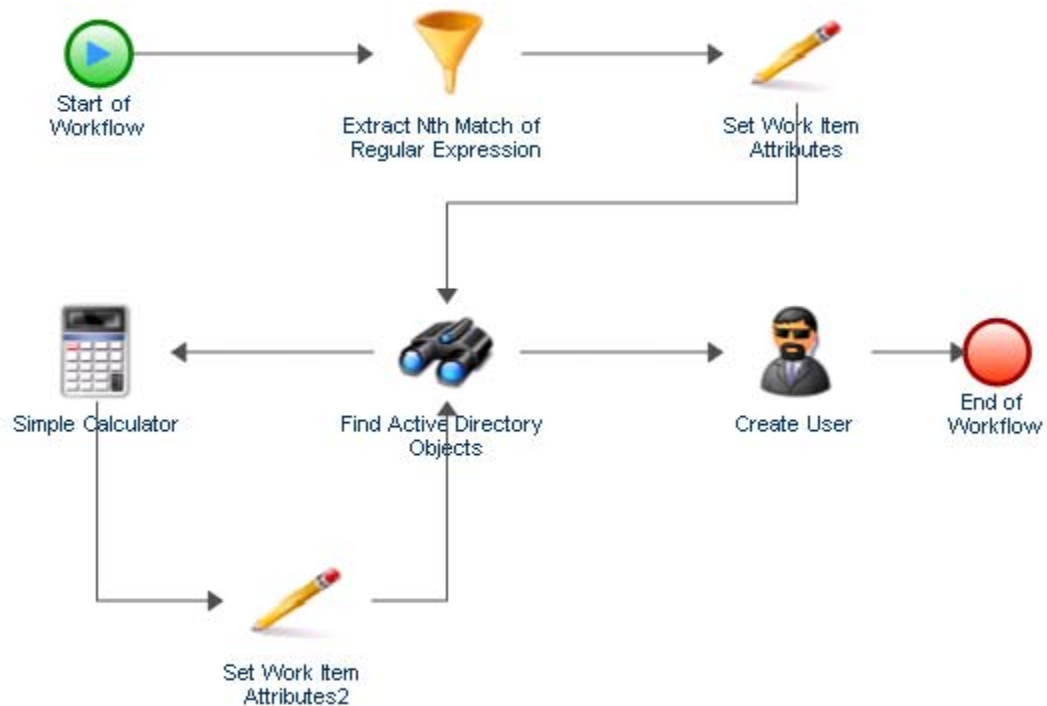 Start of
Workflow
Extract Nth Match of
Regular Expression
Set Work Item
Attributes
Simple Calculator
Find Active Directory
Objects
Create User
End of
Workflow
Set Work Item
Attributes2